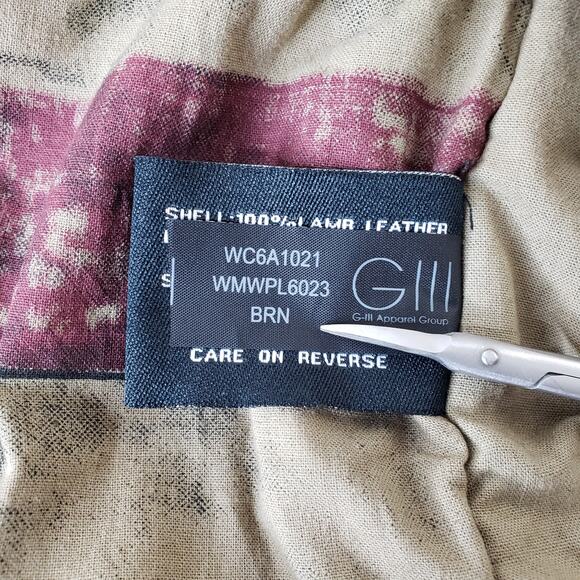 SHELL:100% LAMB LEATHER
WC6A1021
WMWPL6023
BRN
GIII
G-III Apparel Group
CARE ON REVERSE